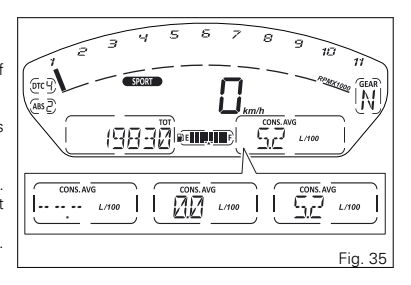 1 2 3 4 5 6 7 8 9 10 11
RPMX1000
DTC 4
SPORT
GEAR
N
ABS 2
0 km/h
TOT
19830
E F
CONS. AVG
5.2 L/100
CONS. AVG
--.- L/100
CONS. AVG
0.0 L/100
CONS. AVG
5.2 L/100
Fig. 35